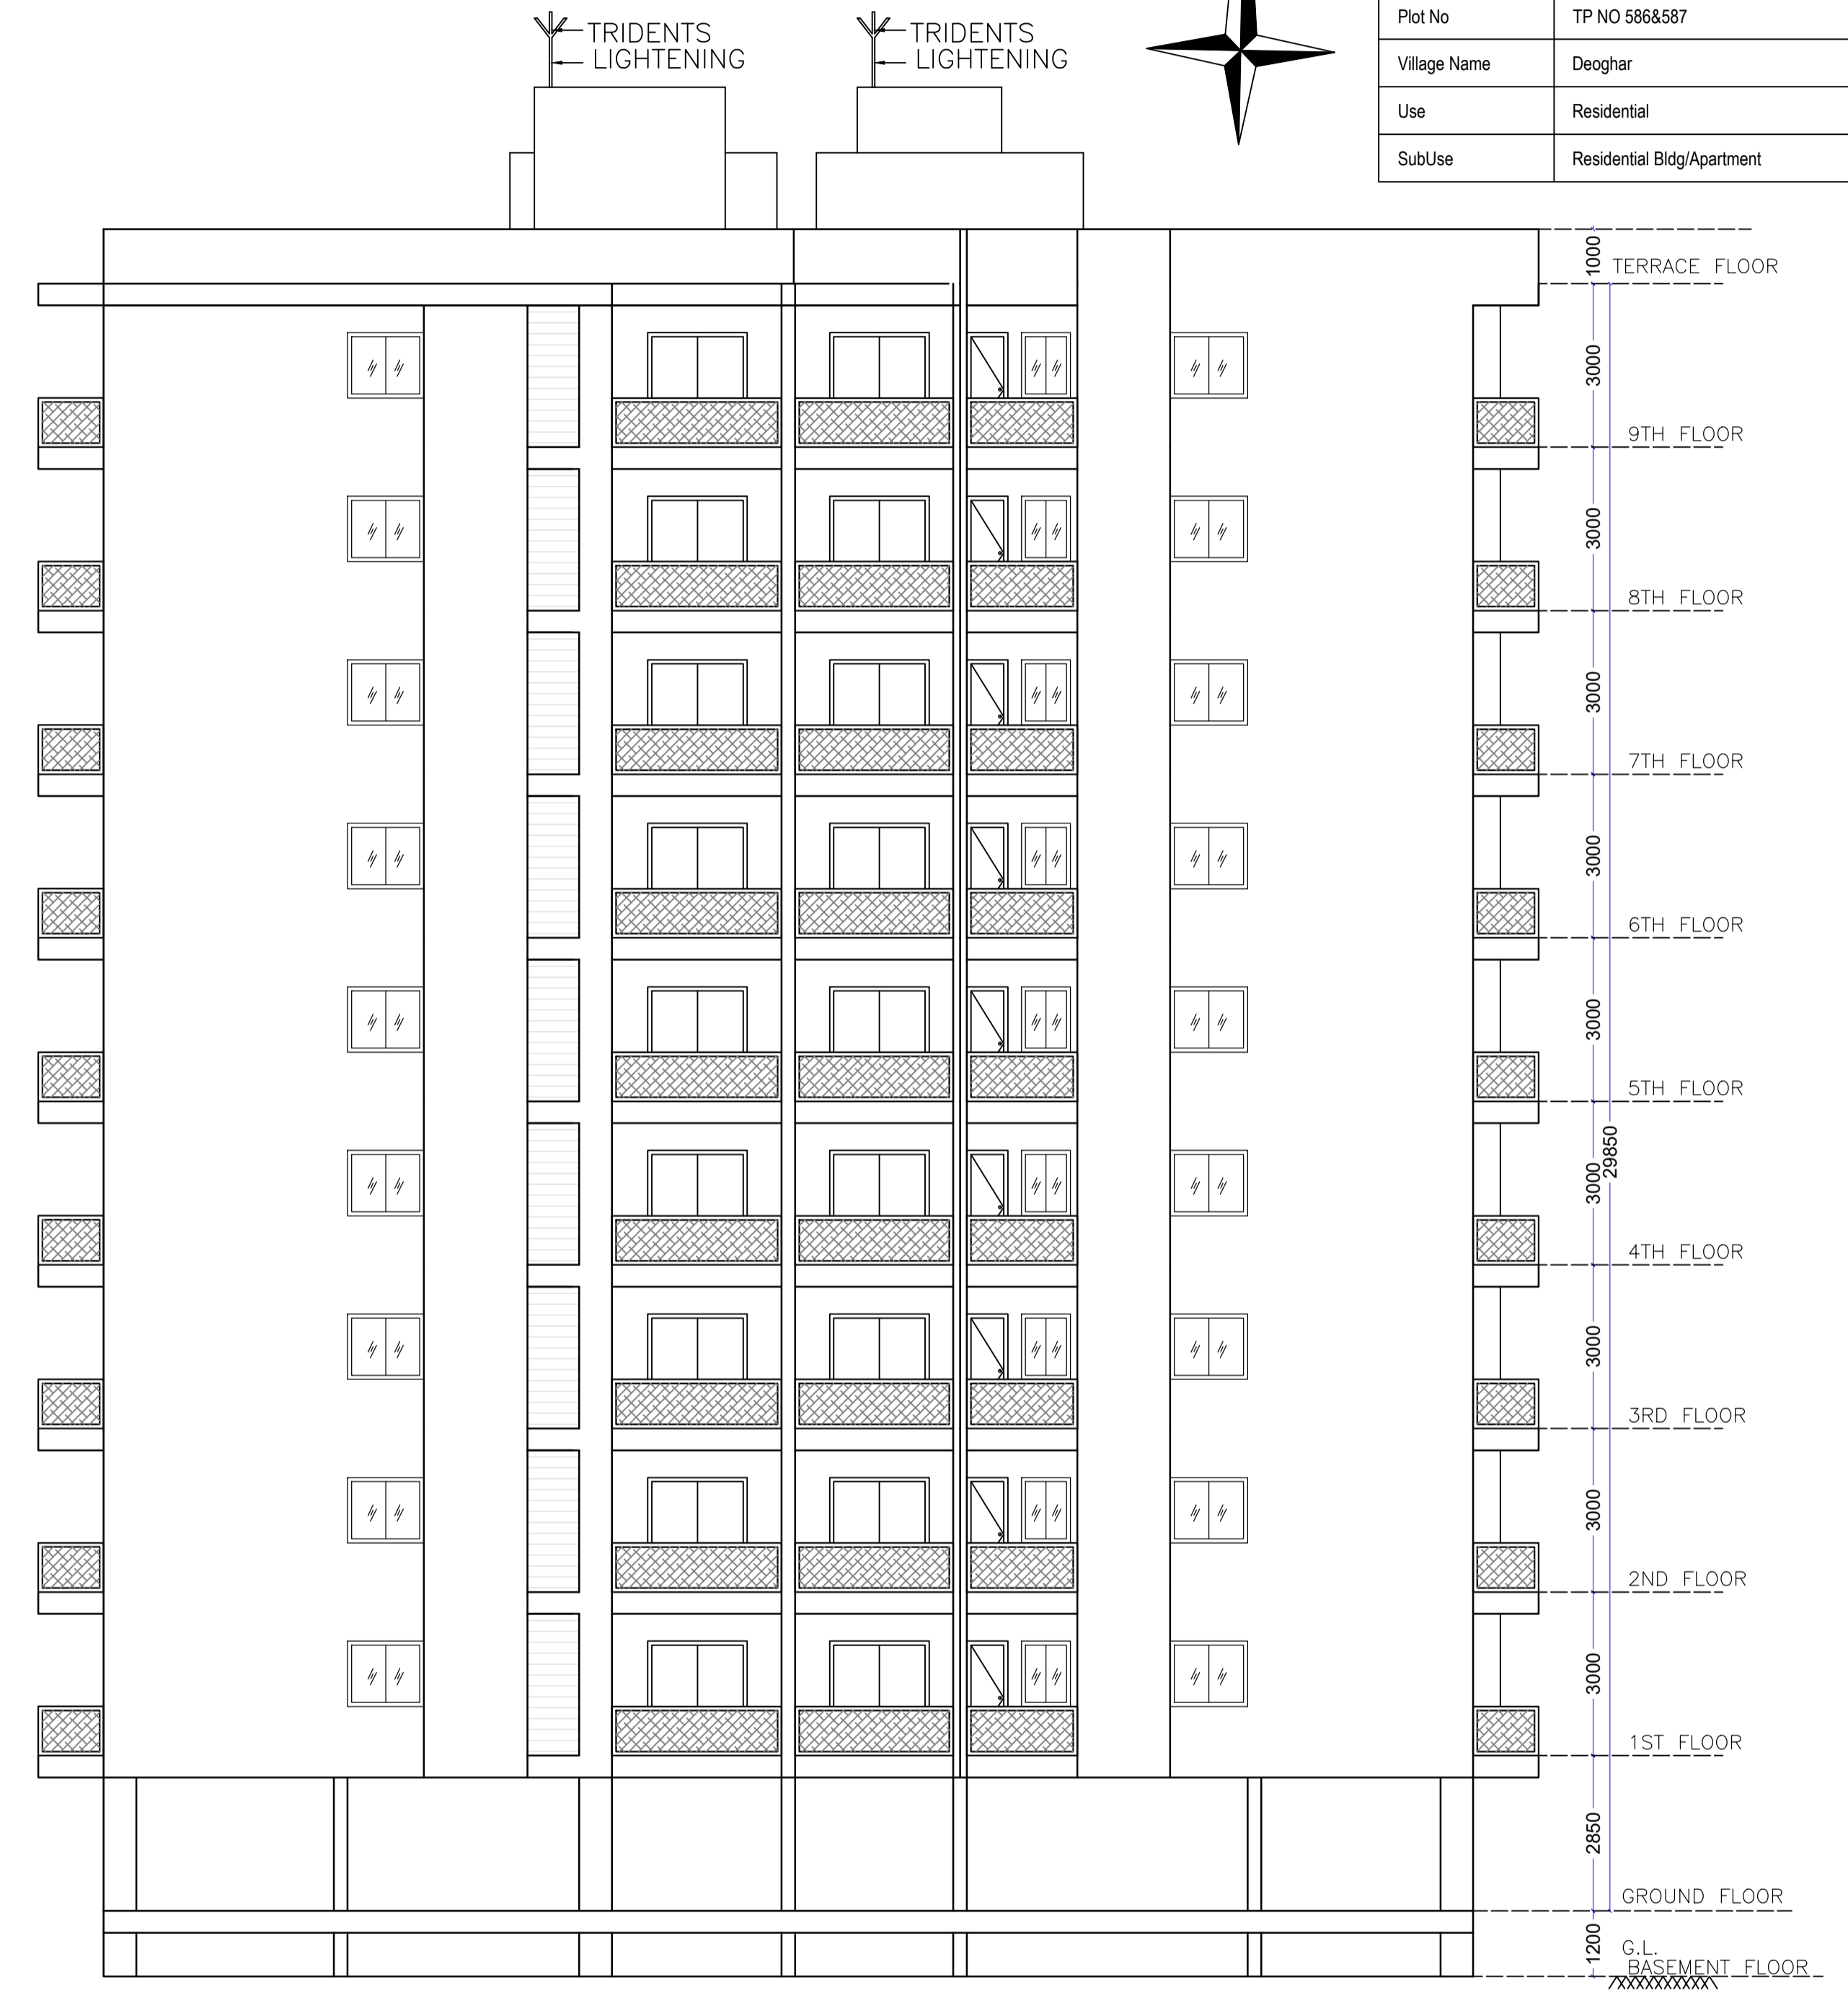 TRIDENTS
LIGHTENING
TRIDENTS
LIGHTENING
Plot No TP NO 586&587
Village Name Deoghar
Use Residential
SubUse Residential Bldg/Apartment
1000
TERRACE FLOOR
3000
9TH FLOOR
3000
8TH FLOOR
3000
7TH FLOOR
3000
6TH FLOOR
3000
5TH FLOOR
3000
29850
4TH FLOOR
3000
3RD FLOOR
3000
2ND FLOOR
3000
1ST FLOOR
2850
GROUND FLOOR
1200
G.L.
BASEMENT FLOOR